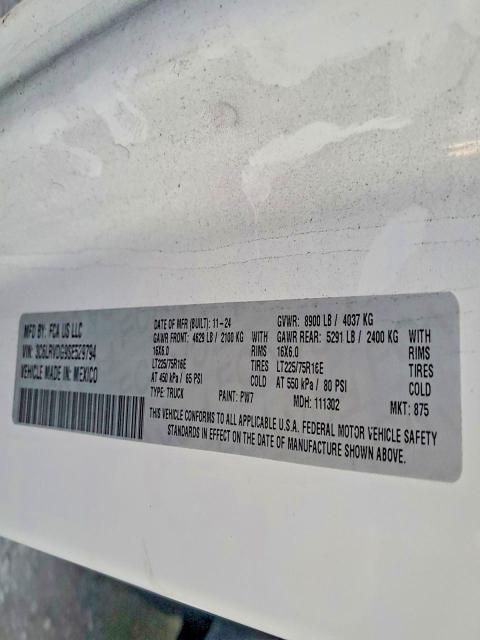 MFD BY: FCA US LLC
VIN: 3C6LRVDG9SE529794
VEHICLE MADE IN: MEXICO
DATE OF MFR (BUILT): 11-24 GVWR: 8900 LB / 4037 KG
GAWR FRONT: 4629 LB / 2100 KG WITH GAWR REAR: 5291 LB / 2400 KG WITH
16X6.0 RIMS 16X6.0 RIMS
LT225/75R16E TIRES LT225/75R16E TIRES
AT 450 kPa / 65 PSI COLD AT 550 kPa / 80 PSI COLD
TYPE: TRUCK PAINT: PW7 MDH: 111302 MKT: 875
THIS VEHICLE CONFORMS TO ALL APPLICABLE U.S.A. FEDERAL MOTOR VEHICLE SAFETY
STANDARDS IN EFFECT ON THE DATE OF MANUFACTURE SHOWN ABOVE.